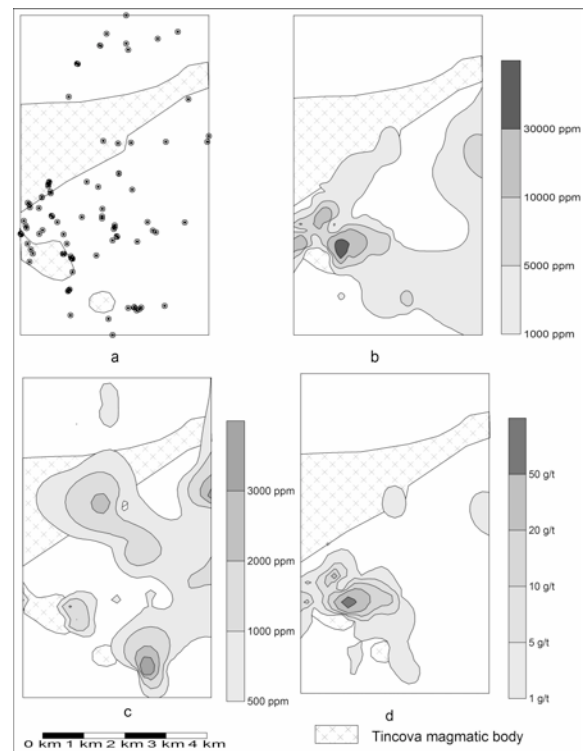 a
b
30000 ppm
10000 ppm
5000 ppm
1000 ppm
c
3000 ppm
2000 ppm
1000 ppm
500 ppm
d
50 g/t
20 g/t
10 g/t
5 g/t
1 g/t
0 km 1 km 2 km 3 km 4 km
Tincova magmatic body